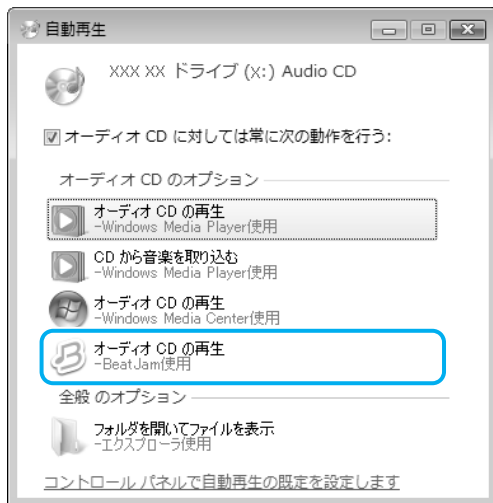 自動再生
XXX XX ドライブ (X:) Audio CD
オーディオ CD に対しては常に次の動作を行う:
オーディオ CD のオプション
オーディオ CD の再生
-Windows Media Player使用
CD から音楽を取り込む
-Windows Media Player使用
オーディオ CD の再生
-Windows Media Center使用
オーディオ CD の再生
-BeatJam使用
全般 のオプション
フォルダを開いてファイルを表示
-エクスプローラ使用
コントロール パネルで自動再生の既定を設定します